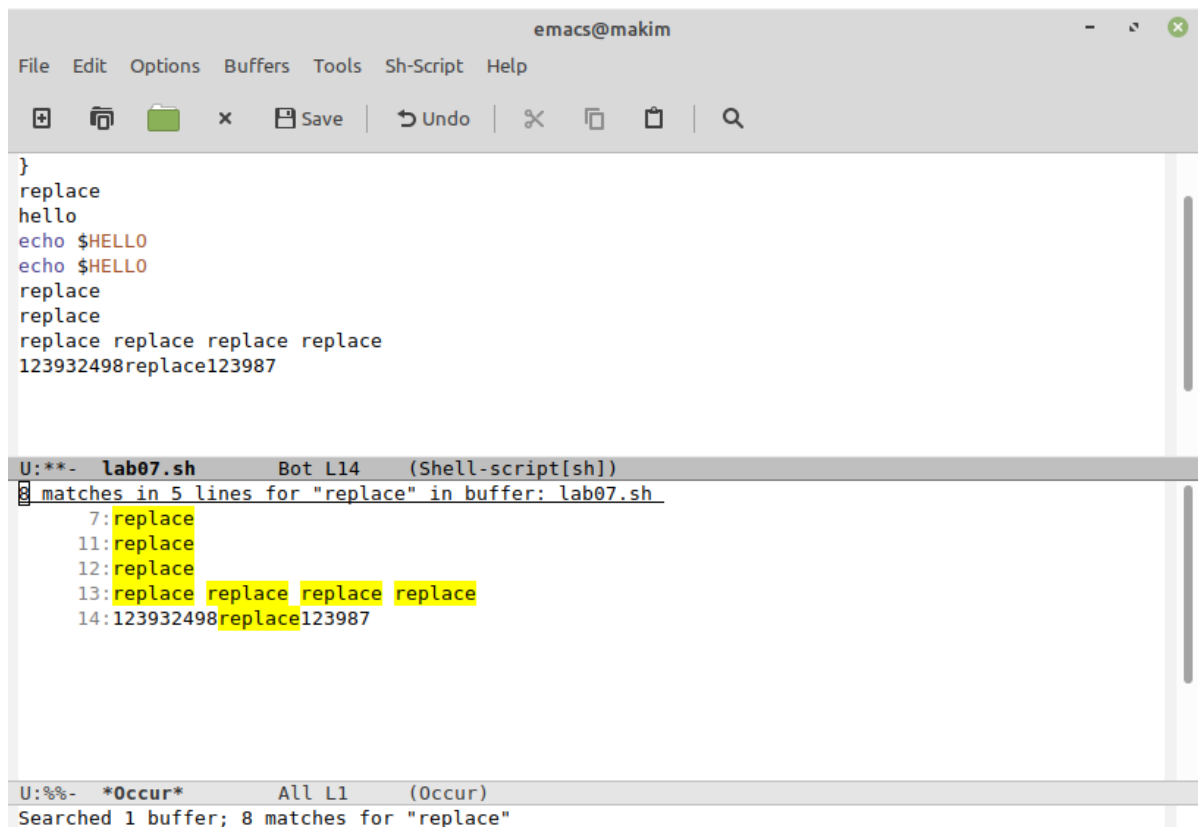 emacs@makim
File Edit Options Buffers Tools Sh-Script Help
Save Undo
}
replace
hello
echo $HELLO
echo $HELLO
replace
replace
replace replace replace replace
123932498replace123987
U:**- lab07.sh Bot L14 (Shell-script[sh])
8 matches in 5 lines for "replace" in buffer: lab07.sh
7:replace
11:replace
12:replace
13:replace replace replace replace
14:123932498replace123987
U:%%- *Occur* All L1 (Occur)
Searched 1 buffer; 8 matches for "replace"